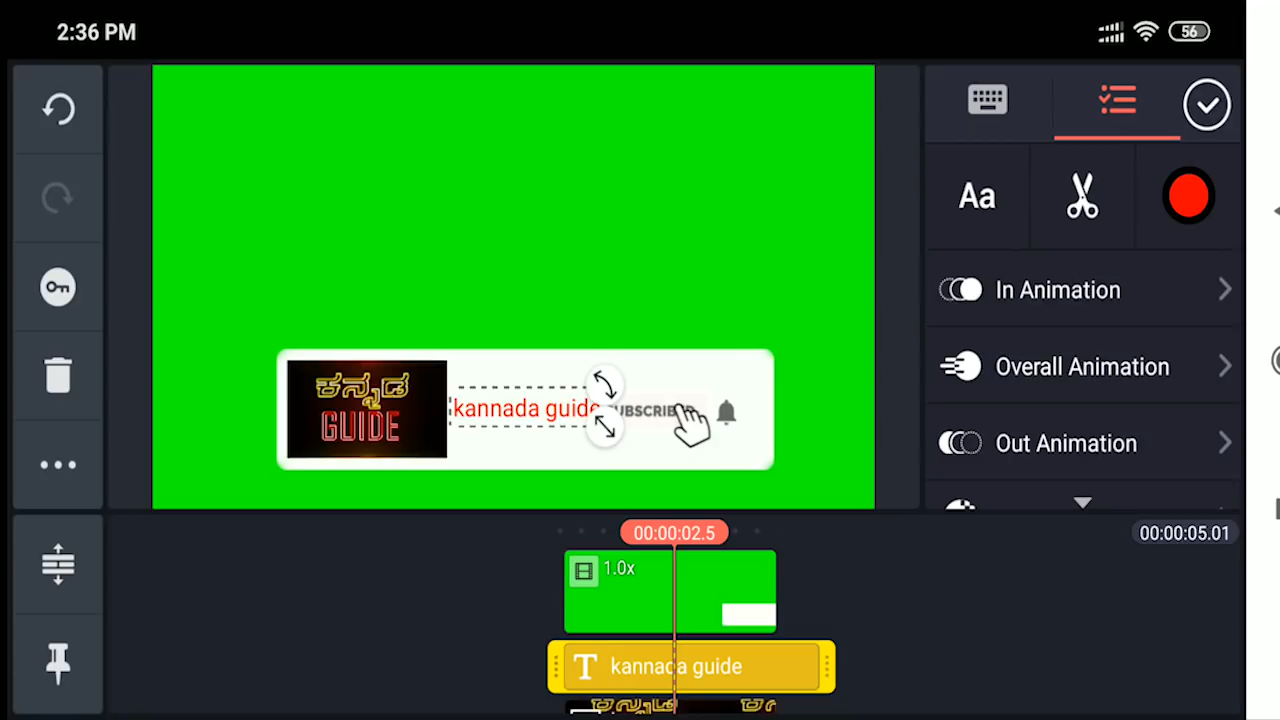 2:36 PM
56
Aa
In Animation
Overall Animation
Out Animation
ಕನ್ನಡ
GUIDE
kannada guide
00:00:02.5
00:00:05.01
1.0x
T kannada guide